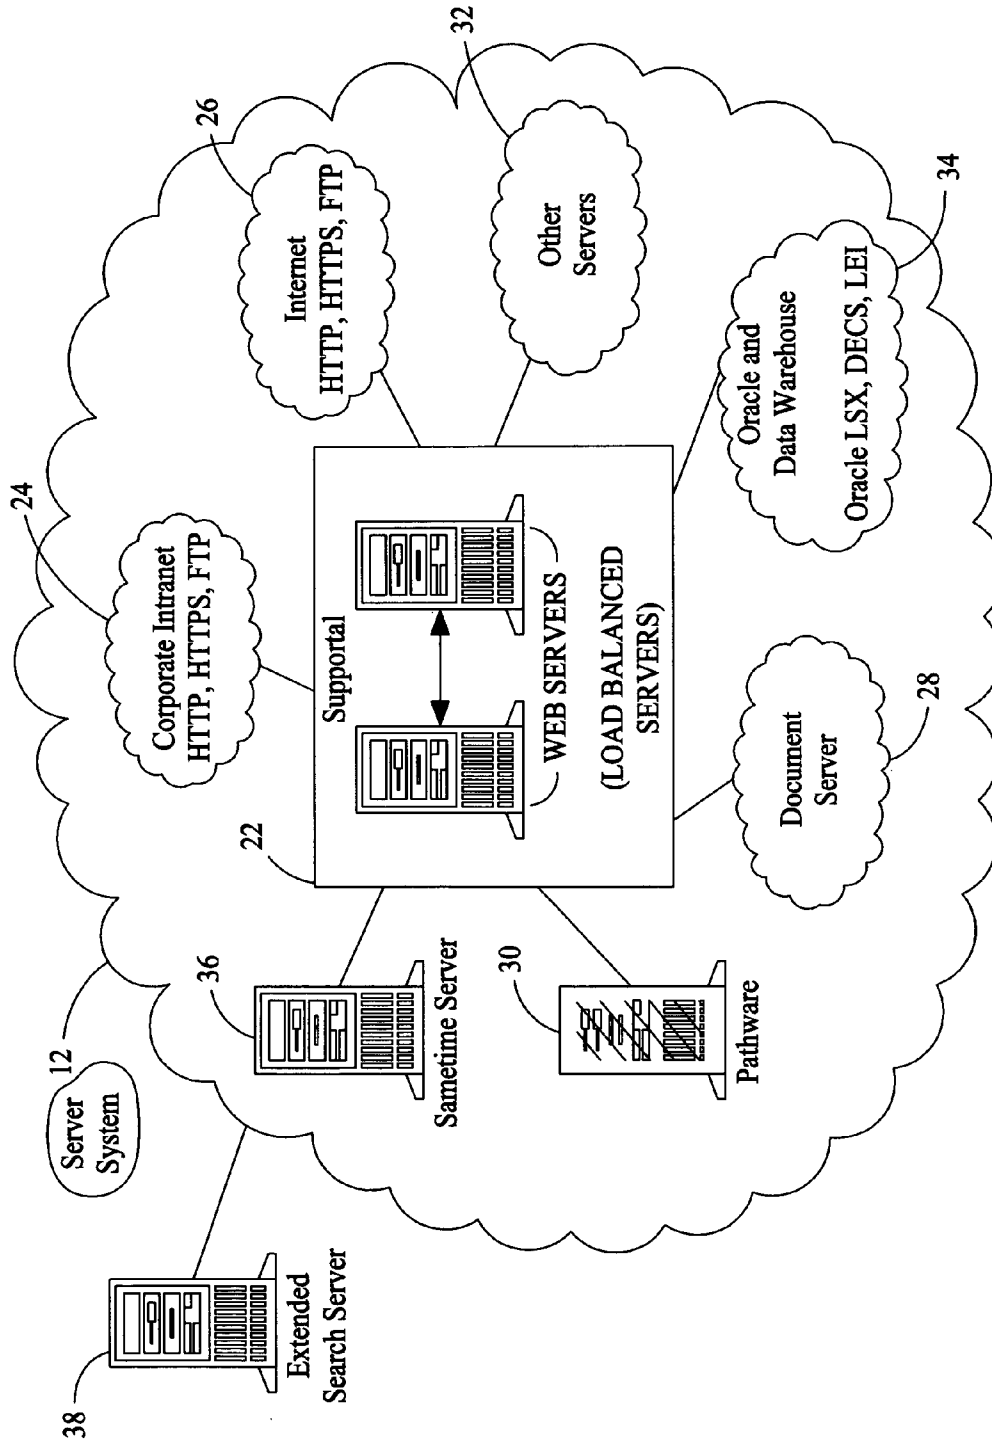 38
Extended
Search Server
Server
System
12
36
Sametime Server
30
Pathware
22
24
Corporate Intranet
HTTP, HTTPS, FTP
26
Internet
HTTP, HTTPS, FTP
32
Other
Servers
34
Oracle and
Data Warehouse
Oracle LSX, DECS, LEI
28
Document
Server
Supportal
WEB SERVERS
(LOAD BALANCED
SERVERS)